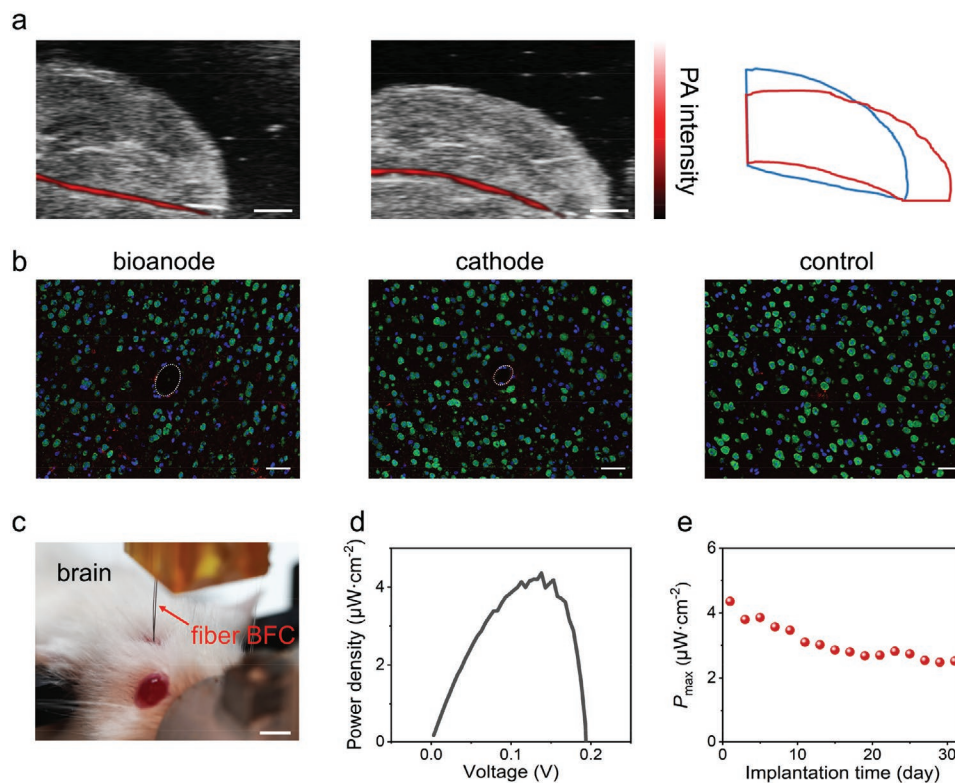 a
PA intensity
b
bioanode
cathode
control
c
brain
fiber BFC
d
Power density (μW·cm⁻²)
4
2
0
0.0
0.1
0.2
Voltage (V)
e
Pmax (μW·cm⁻²)
6
4
2
0
0
10
20
30
Implantation time (day)